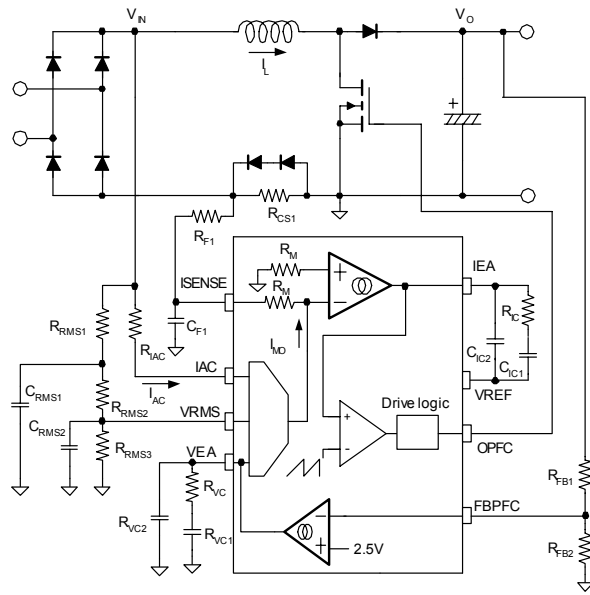 VIN
VO
IL
+
RCS1
RF1
ISENSE
RM
+
IEA
RM
-
RIC
CF1
IMO
CIC2
CIC1
RRMS1
RIAC
IAC
IAC
VREF
CRMS1
RRMS2
VRMS
+
Drive logic
CRMS2
RRMS3
VEA
-
OPFC
RVC
RFB1
RVC2
RVC1
-
FBPFC
+
2.5V
RFB2